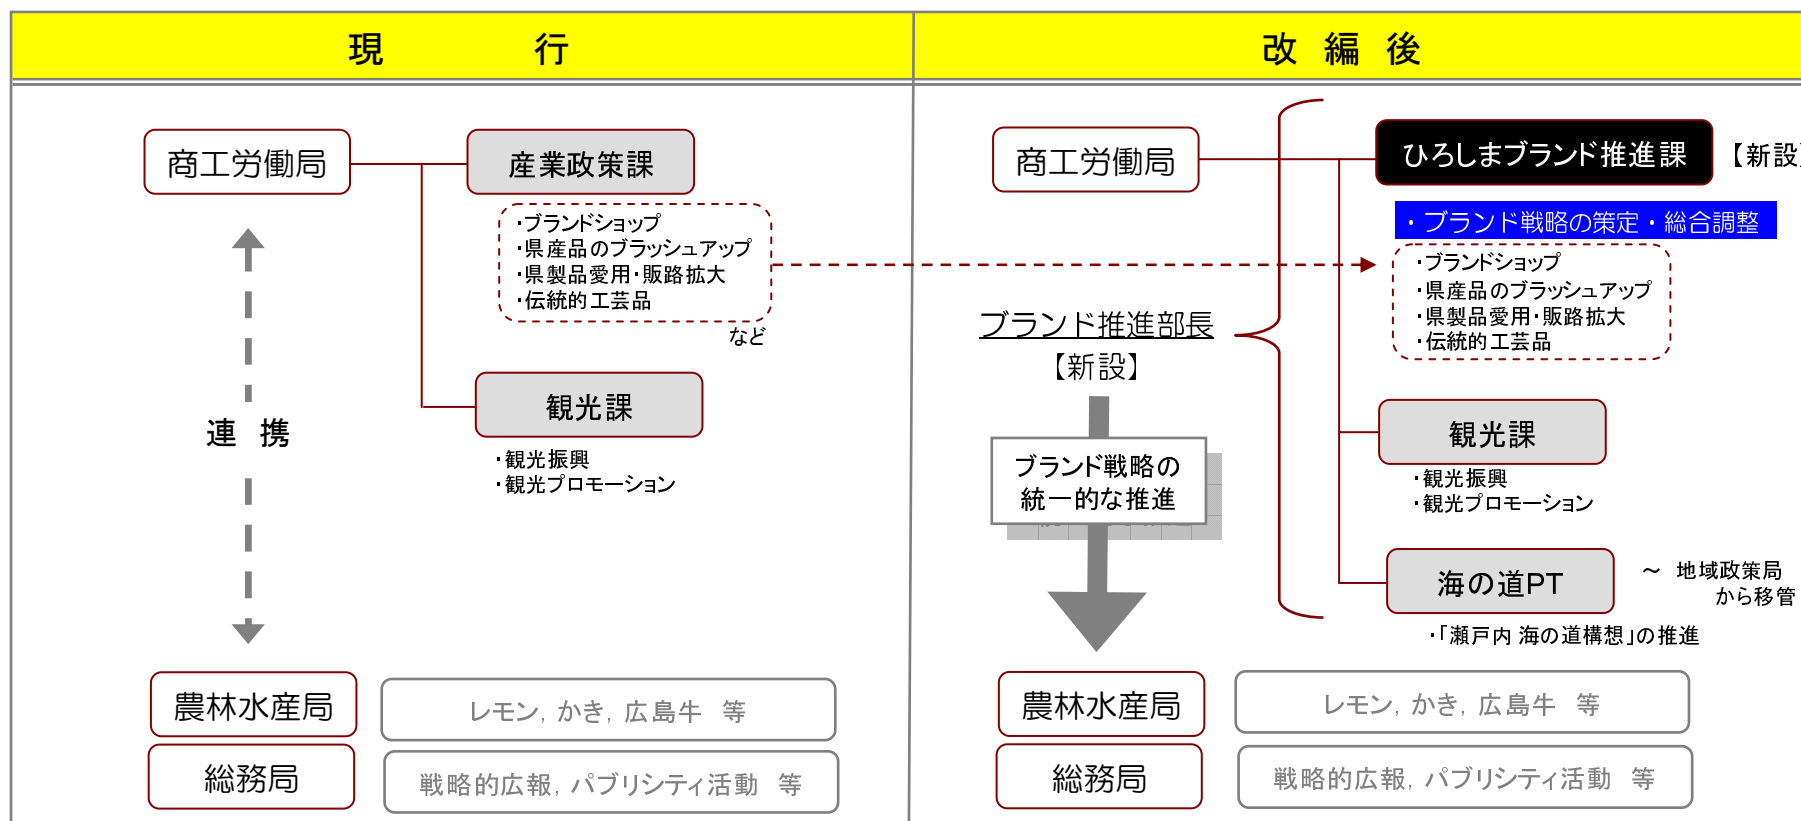 現　　　行
商工労働局
産業政策課
・ブランドショップ
・県産品のブラッシュアップ
・県製品愛用・販路拡大
・伝統的工芸品
など
観光課
・観光振興
・観光プロモーション
連 携
農林水産局
レモン，かき，広島牛　等
総務局
戦略的広報，パブリシティ活動　等
改 編 後
商工労働局
ひろしまブランド推進課
【新設】
・ブランド戦略の策定・総合調整
・ブランドショップ
・県産品のブラッシュアップ
・県製品愛用・販路拡大
・伝統的工芸品
ブランド推進部長
【新設】
ブランド戦略の
統一的な推進
観光課
・観光振興
・観光プロモーション
海の道PT
～ 地域政策局
から移管
・「瀬戸内 海の道構想」の推進
農林水産局
レモン，かき，広島牛　等
総務局
戦略的広報，パブリシティ活動　等